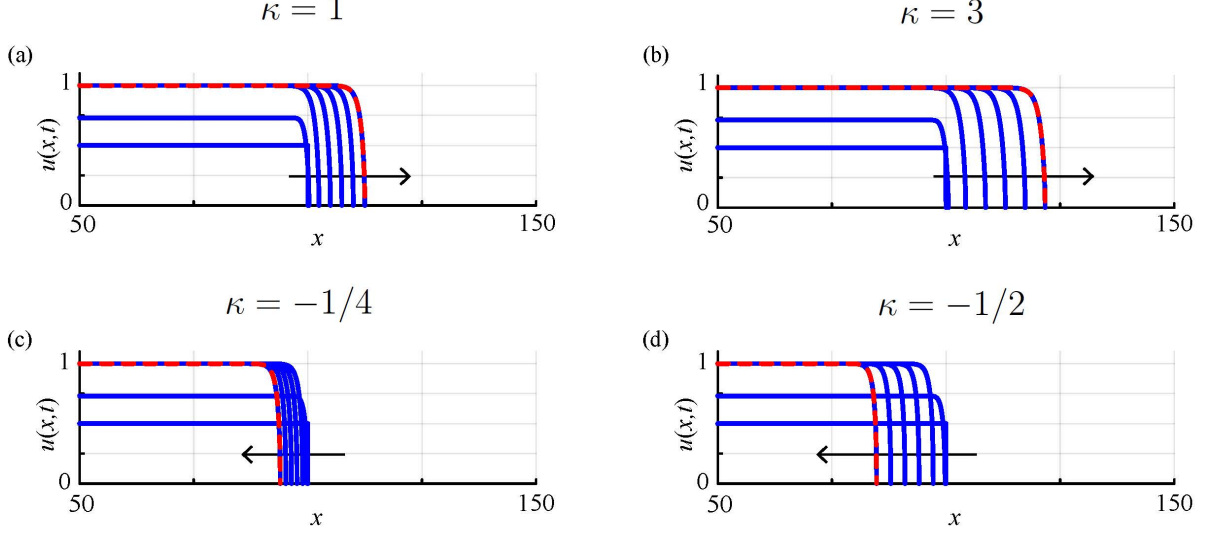 κ = 1
κ = 3
(a)
1
u(x,t)
0
50
x
150
(b)
1
u(x,t)
0
50
x
150
κ = −1/4
κ = −1/2
(c)
1
u(x,t)
0
50
x
150
(d)
1
u(x,t)
0
50
x
150